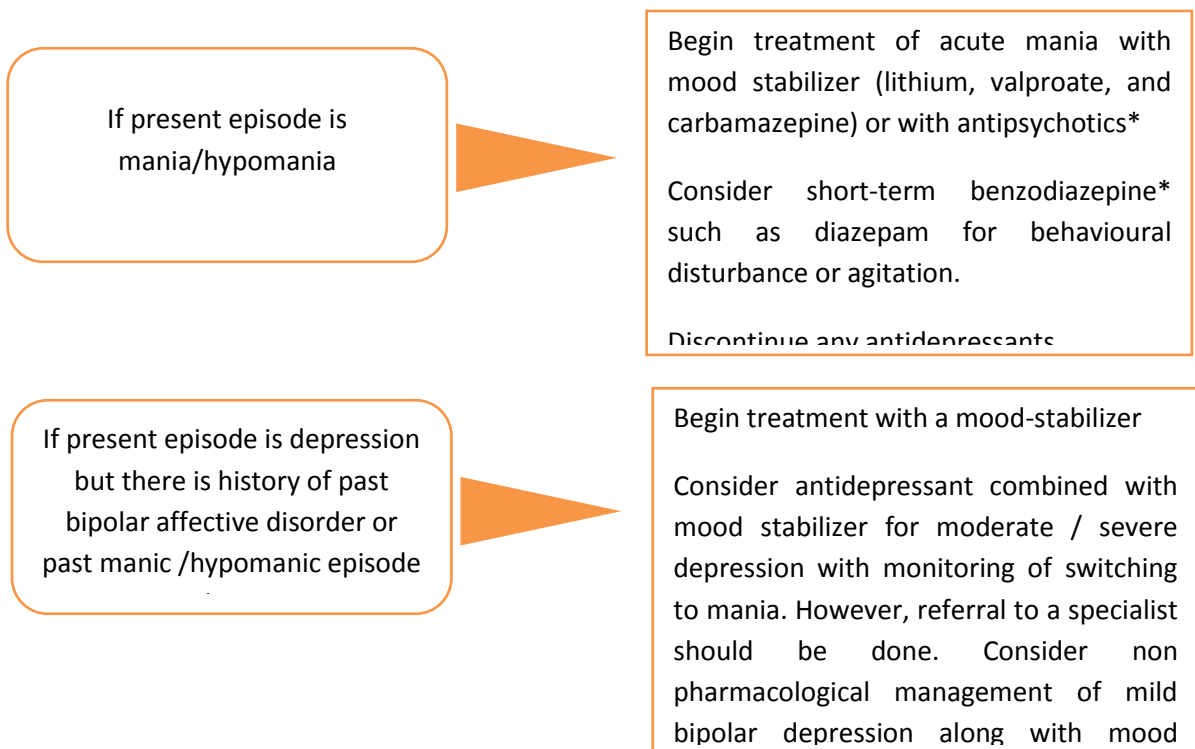 If present episode is
mania/hypomania
Begin treatment of acute mania with
mood stabilizer (lithium, valproate, and
carbamazepine) or with antipsychotics*
Consider short-term benzodiazepine*
such as diazepam for behavioural
disturbance or agitation.
Discontinue any antidepressants
If present episode is depression
but there is history of past
bipolar affective disorder or
past manic /hypomanic episode
Begin treatment with a mood-stabilizer
Consider antidepressant combined with
mood stabilizer for moderate / severe
depression with monitoring of switching
to mania. However, referral to a specialist
should be done. Consider non
pharmacological management of mild
bipolar depression along with mood